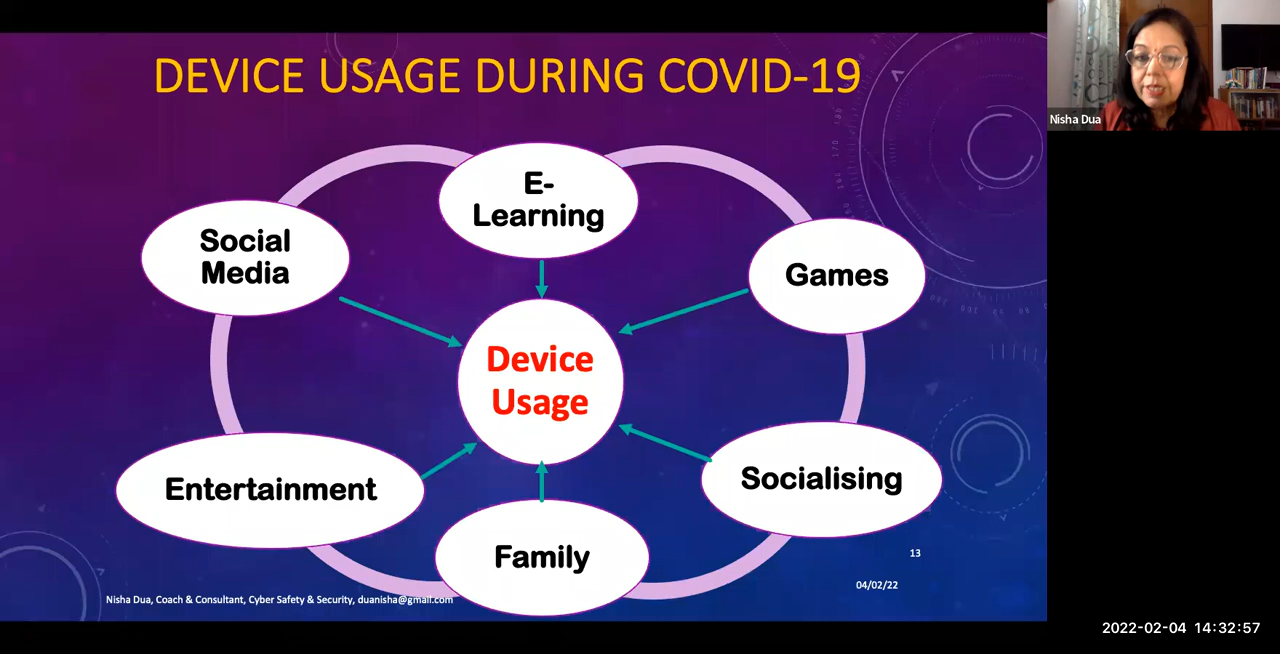 DEVICE USAGE DURING COVID-19
Nisha Dua
E-
Learning
Social
Media
Games
Device
Usage
Entertainment
Socialising
Family
13
04/02/22
Nisha Dua, Coach & Consultant, Cyber Safety & Security, duanisha@gmail.com
2022-02-04 14:32:57